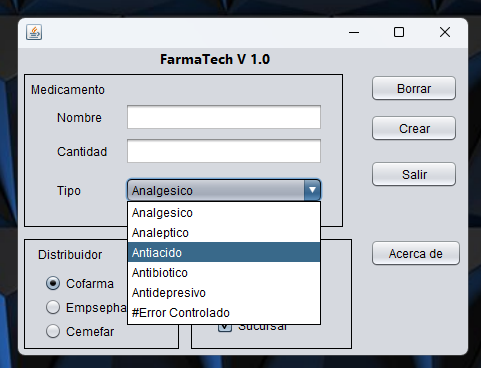 FarmaTech V 1.0
Medicamento
Borrar
Nombre
Crear
Cantidad
Salir
Tipo
Analgesico
Analgesico
Analeptico
Antiacido
Antibiotico
Antidepresivo
#Error Controlado
Acerca de
Distribuidor
Cofarma
Empsepha
Cemefar
Sucursar